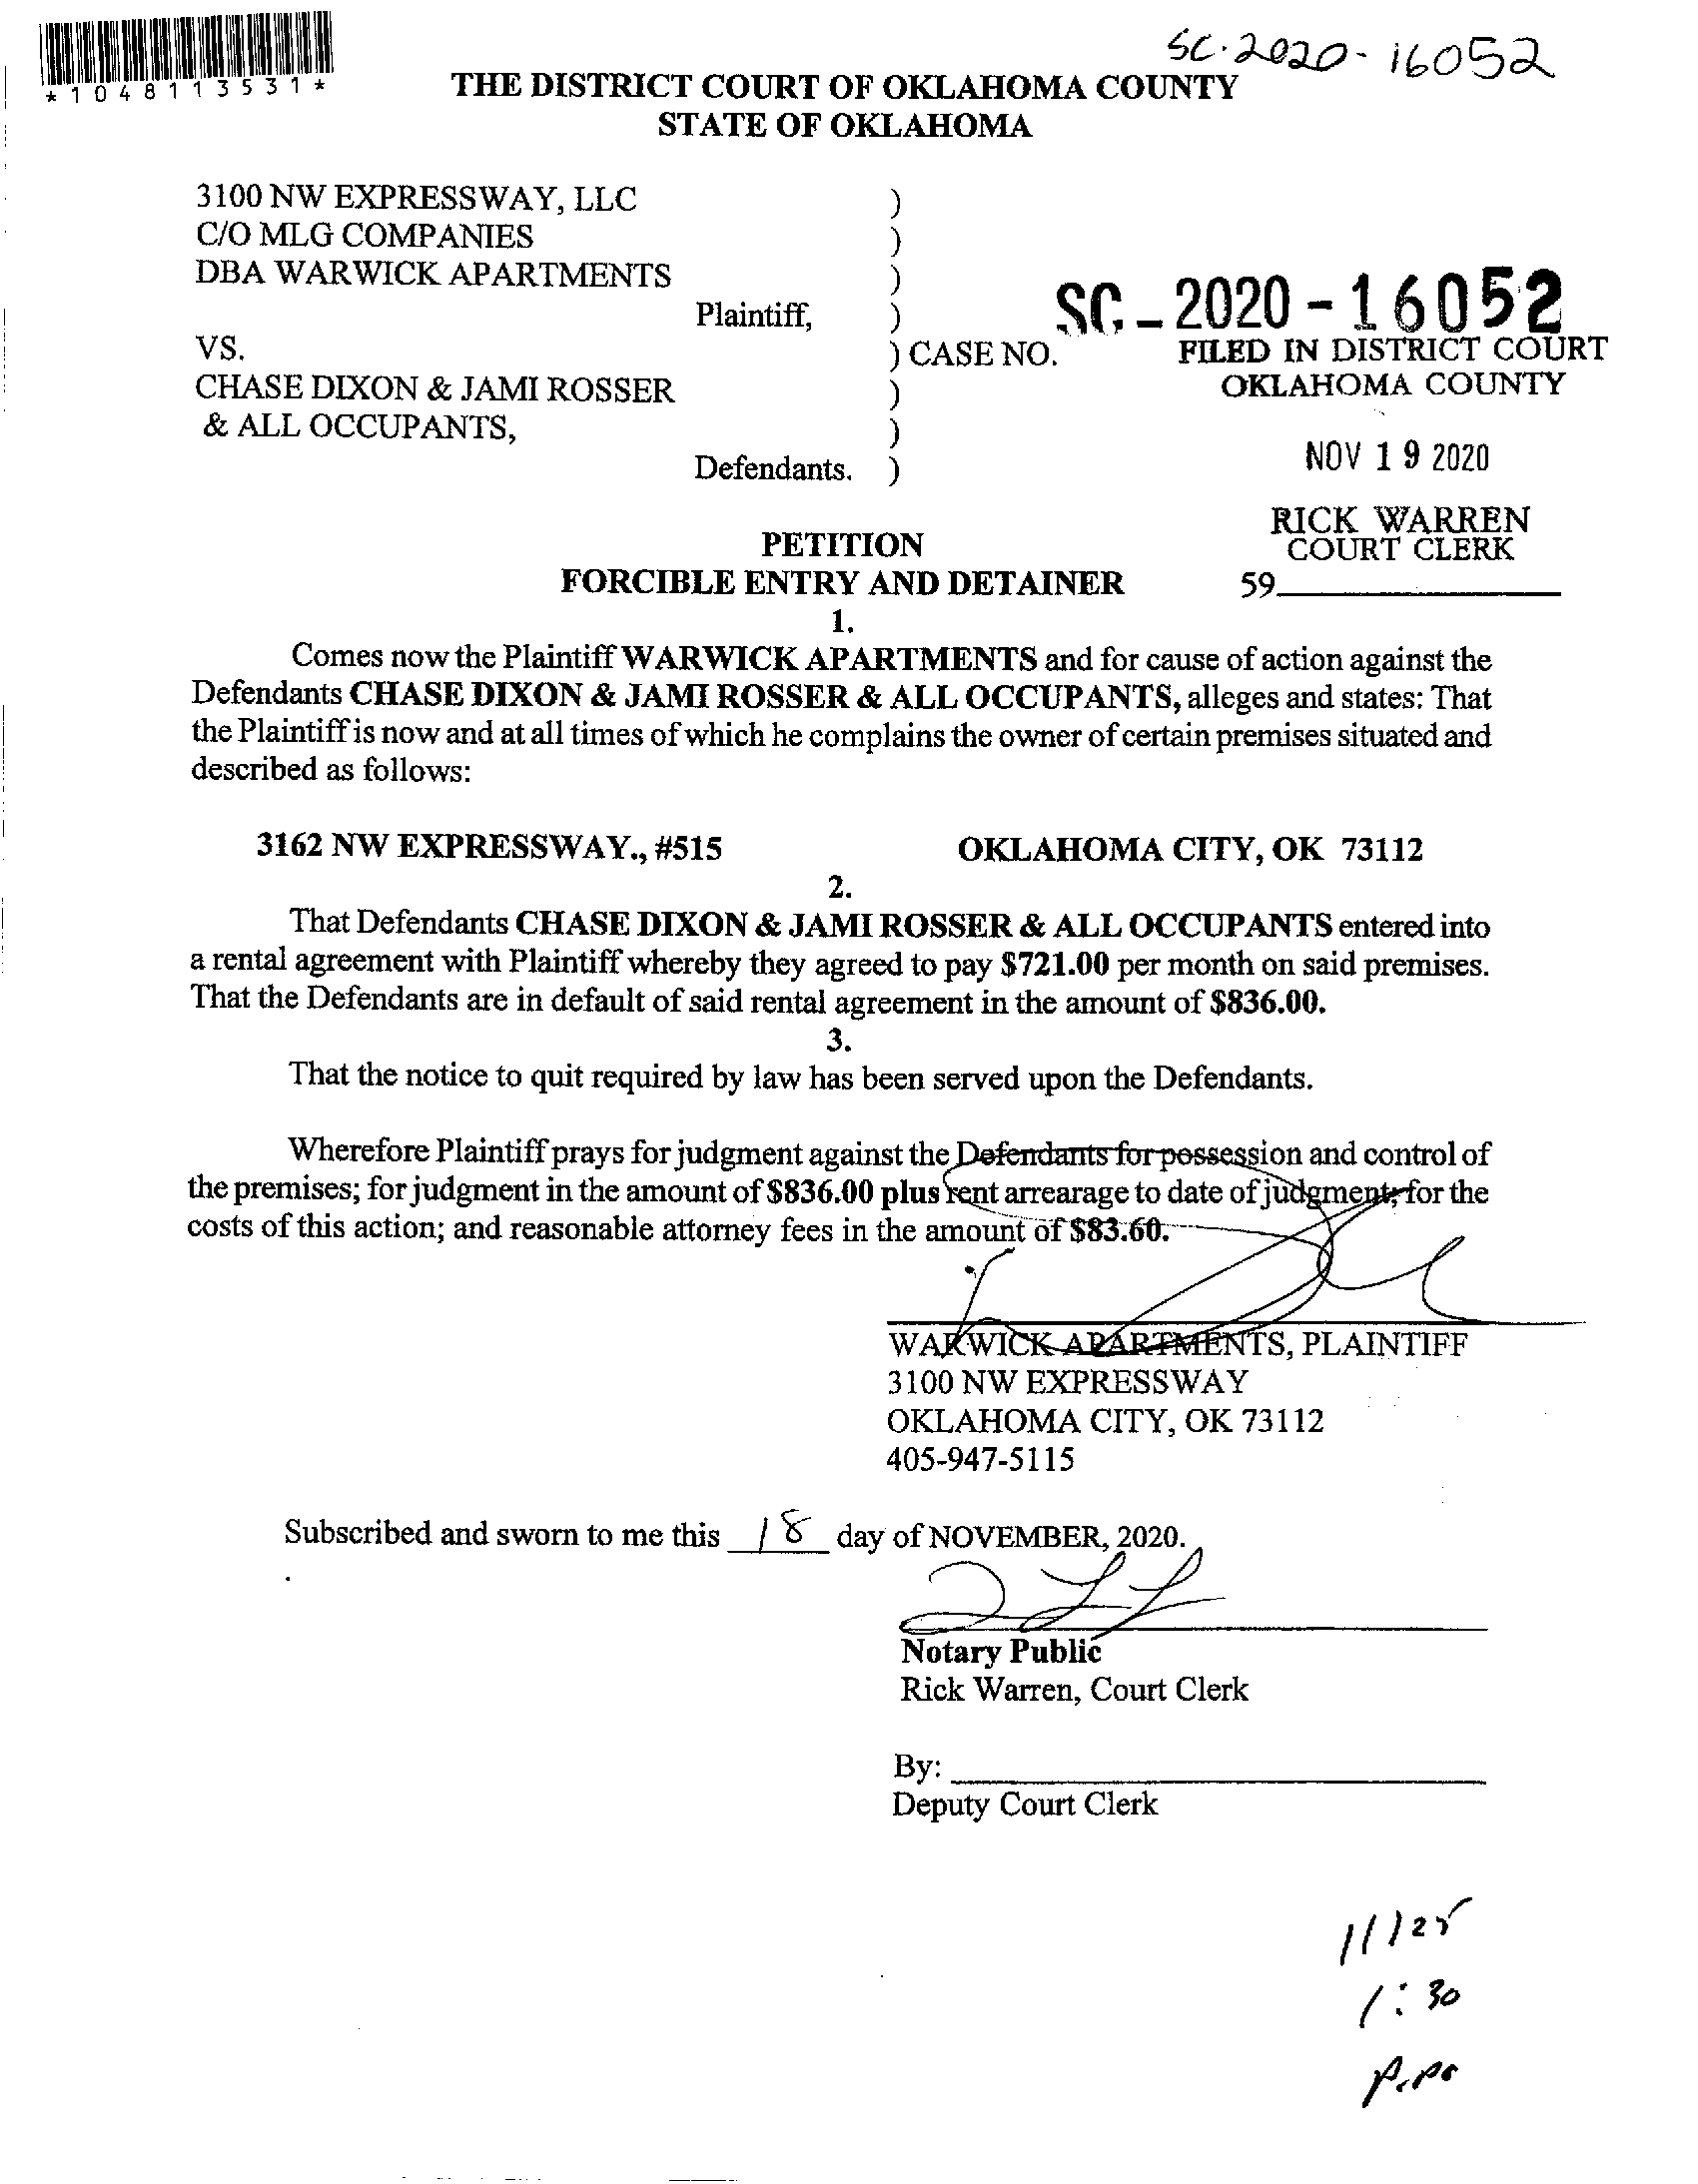 SC-2020-16052
*1048113531*
THE DISTRICT COURT OF OKLAHOMA COUNTY
STATE OF OKLAHOMA
3100 NW EXPRESSWAY, LLC )
C/O MLG COMPANIES )
DBA WARWICK APARTMENTS )
Plaintiff, )
SC-2020-16052
VS. ) CASE NO.
FILED IN DISTRICT COURT
OKLAHOMA COUNTY
CHASE DIXON & JAMI ROSSER )
& ALL OCCUPANTS, )
Defendants. )
NOV 19 2020
RICK WARREN
COURT CLERK
59
PETITION
FORCIBLE ENTRY AND DETAINER
1.
Comes now the Plaintiff WARWICK APARTMENTS and for cause of action against the
Defendants CHASE DIXON & JAMI ROSSER & ALL OCCUPANTS, alleges and states: That
the Plaintiff is now and at all times of which he complains the owner of certain premises situated and
described as follows:
3162 NW EXPRESSWAY., #515 OKLAHOMA CITY, OK 73112
2.
That Defendants CHASE DIXON & JAMI ROSSER & ALL OCCUPANTS entered into
a rental agreement with Plaintiff whereby they agreed to pay $721.00 per month on said premises.
That the Defendants are in default of said rental agreement in the amount of $836.00.
3.
That the notice to quit required by law has been served upon the Defendants.
Wherefore Plaintiff prays for judgment against the Defendants for possession and control of
the premises; for judgment in the amount of $836.00 plus rent arrearage to date of judgment; for the
costs of this action; and reasonable attorney fees in the amount of $83.60.
WARWICK APARTMENTS, PLAINTIFF
3100 NW EXPRESSWAY
OKLAHOMA CITY, OK 73112
405-947-5115
Subscribed and sworn to me this 18 day of NOVEMBER, 2020.
Notary Public
Rick Warren, Court Clerk
By:
Deputy Court Clerk
11/25
1:30